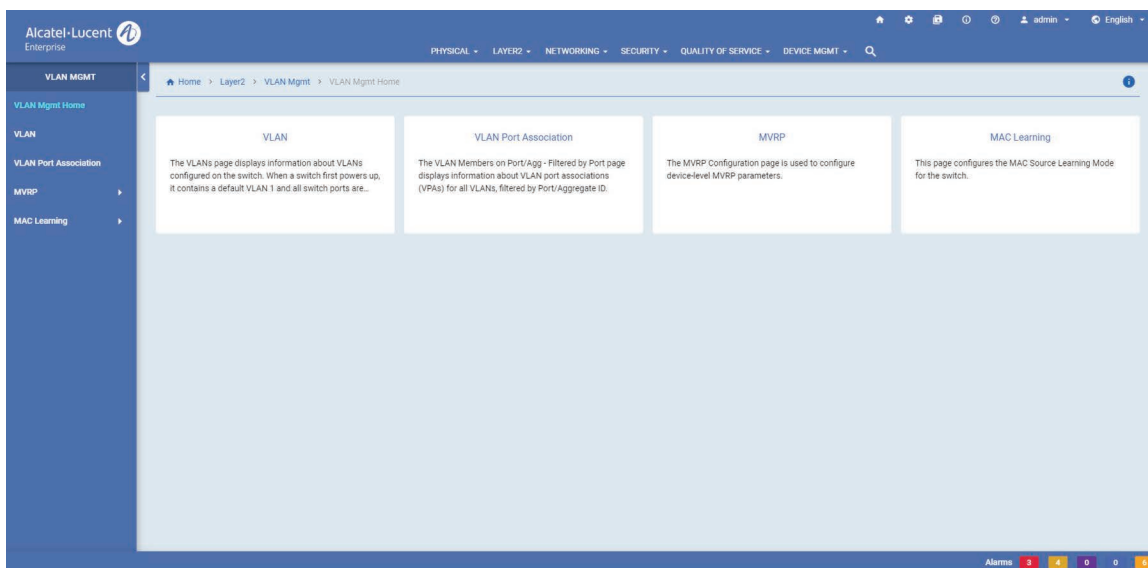 Alcatel·Lucent
Enterprise
admin
English
PHYSICAL
LAYER2
NETWORKING
SECURITY
QUALITY OF SERVICE
DEVICE MGMT
VLAN MGMT
Home > Layer2 > VLAN Mgmt > VLAN Mgmt Home
VLAN Mgmt Home
VLAN
VLAN Port Association
MVRP
MAC Learning
VLAN
The VLANs page displays information about VLANs
configured on the switch. When a switch first powers up,
it contains a default VLAN 1 and all switch ports are...
VLAN Port Association
The VLAN Members on Port/Agg - Filtered by Port page
displays information about VLAN port associations
(VPAs) for all VLANs, filtered by Port/Aggregate ID.
MVRP
The MVRP Configuration page is used to configure
device-level MVRP parameters.
MAC Learning
This page configures the MAC Source Learning Mode
for the switch.
Alarms 3 4 0 0 6